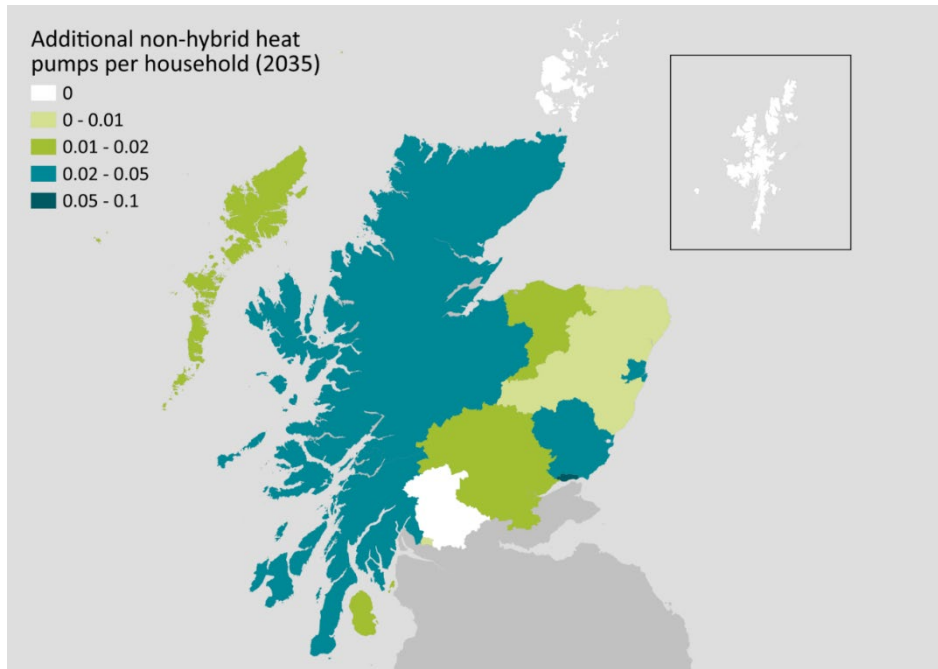 Additional non-hybrid heat
pumps per household (2035)
0
0 - 0.01
0.01 - 0.02
0.02 - 0.05
0.05 - 0.1